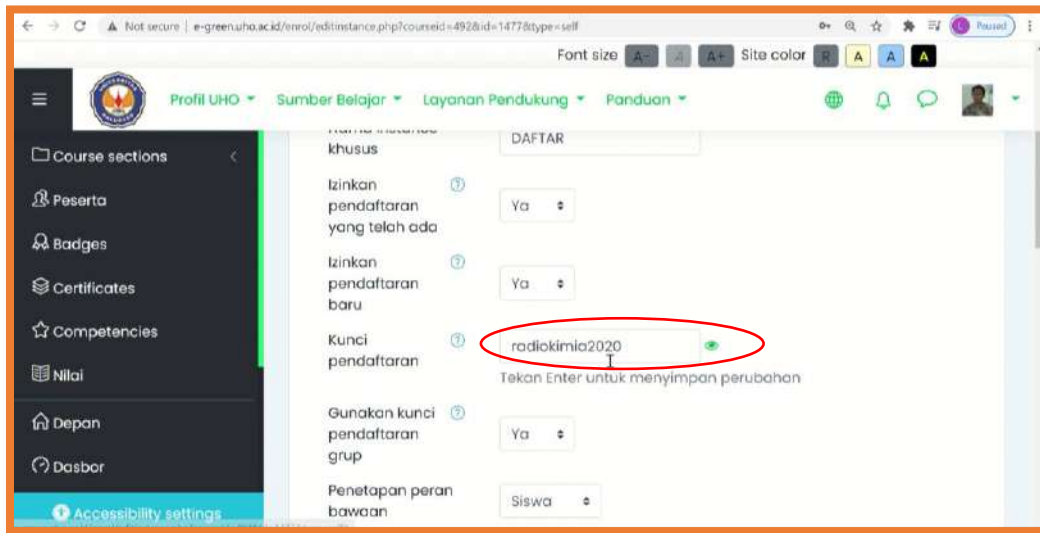 Not secure | e-green.uho.ac.id/enrol/editinstance.php?courseid=492&id=1477&type=self
Paused
Font size A- A A+ Site color R A A A
Profil UHO Sumber Belajar Layanan Pendukung Panduan
Course sections
Peserta
Badges
Certificates
Competencies
Nilai
Depan
Dasbor
Accessibility settings
Nama instance
khusus
DAFTAR
Izinkan
pendaftaran
yang telah ada
Ya
Izinkan
pendaftaran
baru
Ya
Kunci
pendaftaran
radiokimia2020
Tekan Enter untuk menyimpan perubahan
Gunakan kunci
pendaftaran
grup
Ya
Penetapan peran
bawaan
Siswa